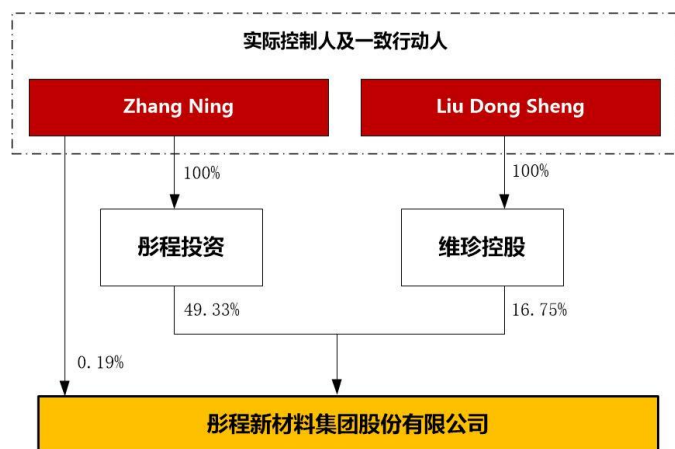 实际控制人及一致行动人
Zhang Ning
Liu Dong Sheng
100%
100%
彤程投资
维珍控股
49.33%
16.75%
0.19%
彤程新材料集团股份有限公司